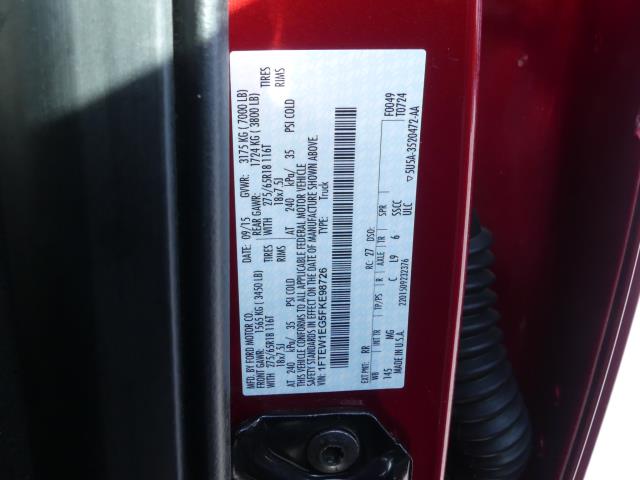 MFD. BY FORD MOTOR CO.
DATE: 09/15 GVWR: 3175 KG ( 7000 LB)
FRONT GAWR: 1565 KG ( 3450 LB) REAR GAWR: 1724 KG ( 3800 LB)
WITH 275/65R18 116T TIRES WITH 275/65R18 116T TIRES
18x7.5J RIMS 18x7.5J RIMS
AT 240 kPa/ 35 PSI COLD AT 240 kPa/ 35 PSI COLD
THIS VEHICLE CONFORMS TO ALL APPLICABLE FEDERAL MOTOR VEHICLE
SAFETY STANDARDS IN EFFECT ON THE DATE OF MANUFACTURE SHOWN ABOVE.
VIN: 1FTEW1EG5FKE98726 TYPE: Truck
F0049
T0724
EXT PNT: RR RC: 27 DSO:
WB INT TR TP/PS R AXLE TR SPR
145 MG C L9 6 SSCC
MADE IN U.S.A. ULC
2201509232376 ▽5U5A-3520472-AA